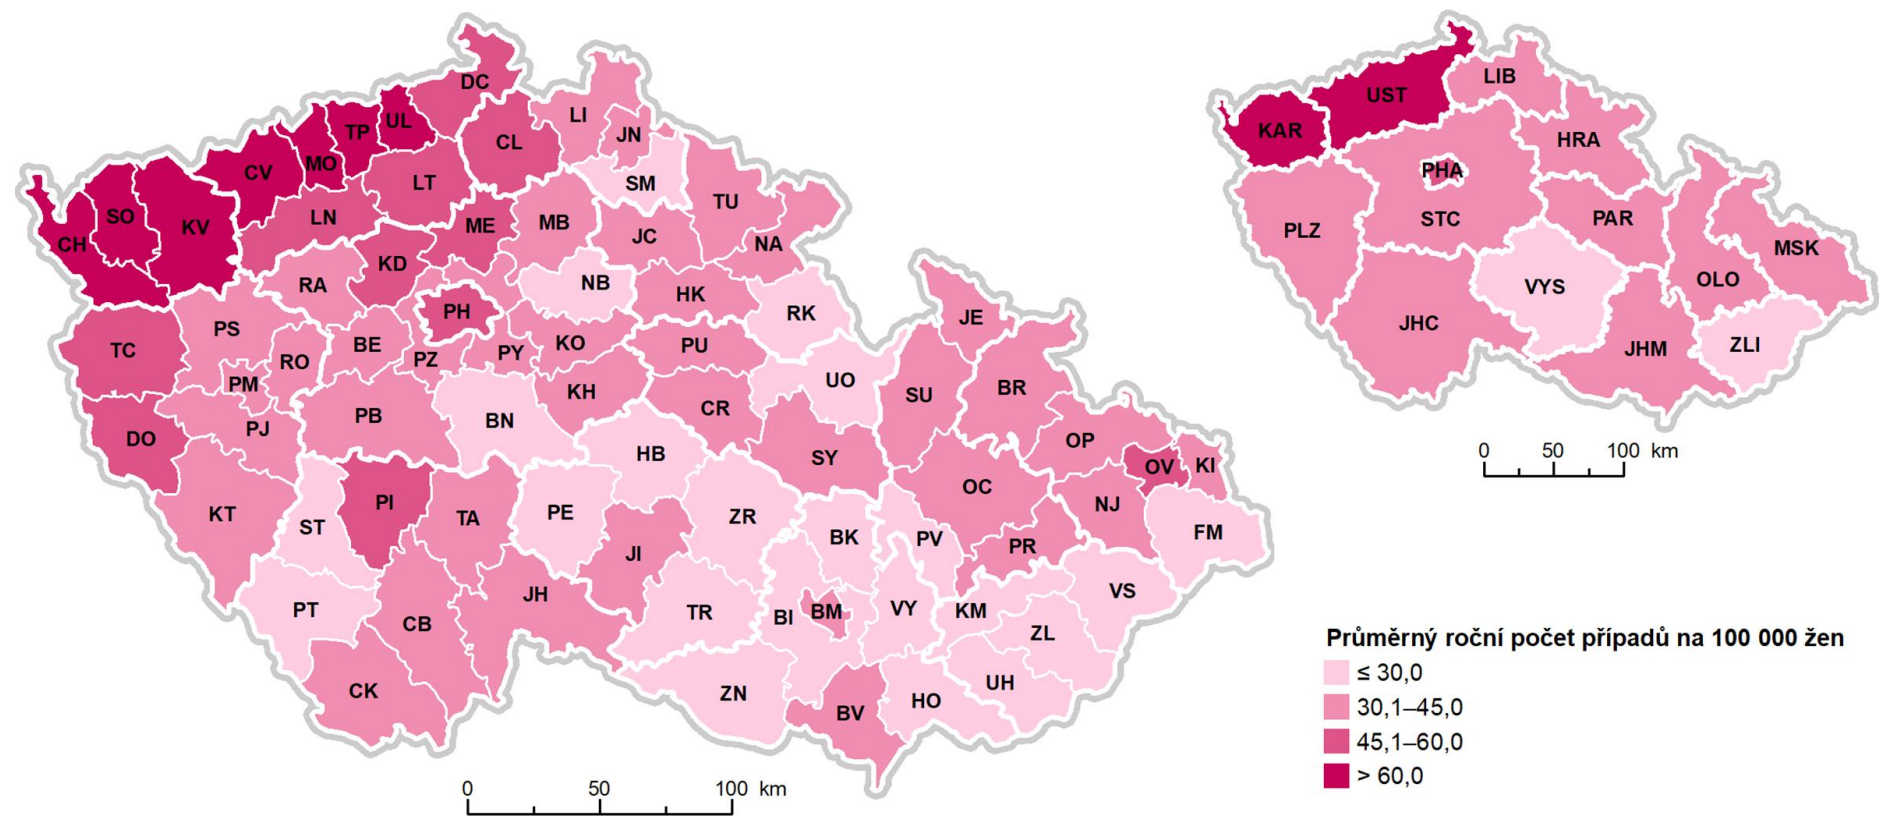 DC
LI
JN
UL
TP
MO
CV
CL
LT
SM
TU
SO
KV
CH
LN
ME
MB
JC
NA
KD
RA
NB
HK
RK
PH
PS
BE
PZ
PY
KO
PU
JE
TC
RO
PM
KH
UO
BR
SU
CR
PB
BN
DO
PJ
HB
SY
OP
OV
KI
OC
NJ
PI
KT
ST
TA
PE
ZR
JI
BK
PV
PR
FM
VS
JH
PT
CB
TR
BI
BM
VY
KM
ZL
UH
CK
ZN
BV
HO
0 50 100 km
LIB
UST
KAR
HRA
PHA
STC
PAR
PLZ
MSK
OLO
VYS
JHC
JHM
ZLI
0 50 100 km
Průměrný roční počet případů na 100 000 žen
≤ 30,0
30,1–45,0
45,1–60,0
> 60,0